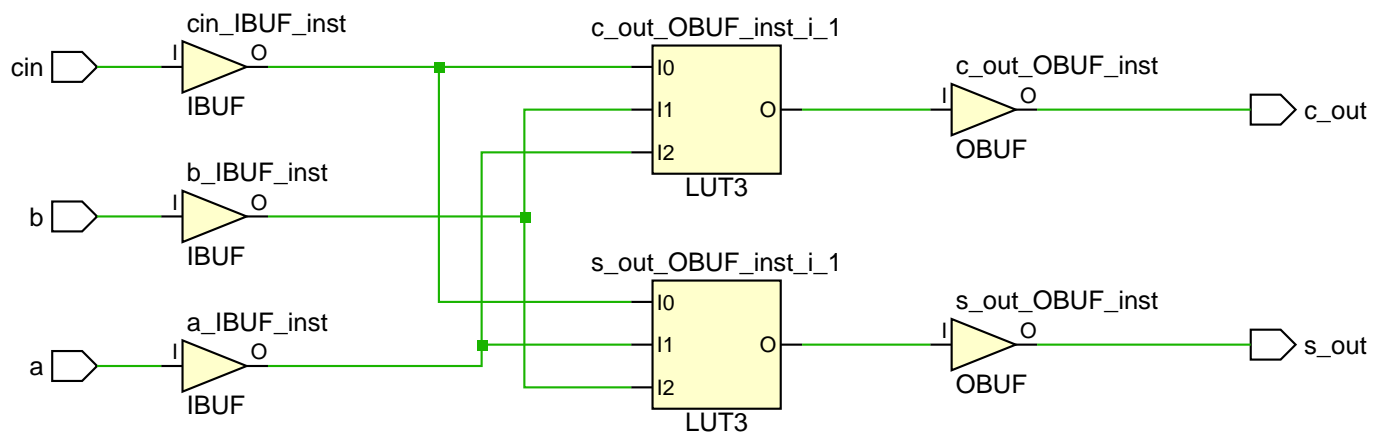 cin_IBUF_inst
c_out_OBUF_inst_i_1
I O
cin
I0
c_out_OBUF_inst
IBUF
I1
O
I O
c_out
b_IBUF_inst
I2
OBUF
LUT3
I O
b
IBUF
s_out_OBUF_inst_i_1
I0
s_out_OBUF_inst
a_IBUF_inst
I O
I1
O
I O
s_out
a
I2
OBUF
IBUF
LUT3